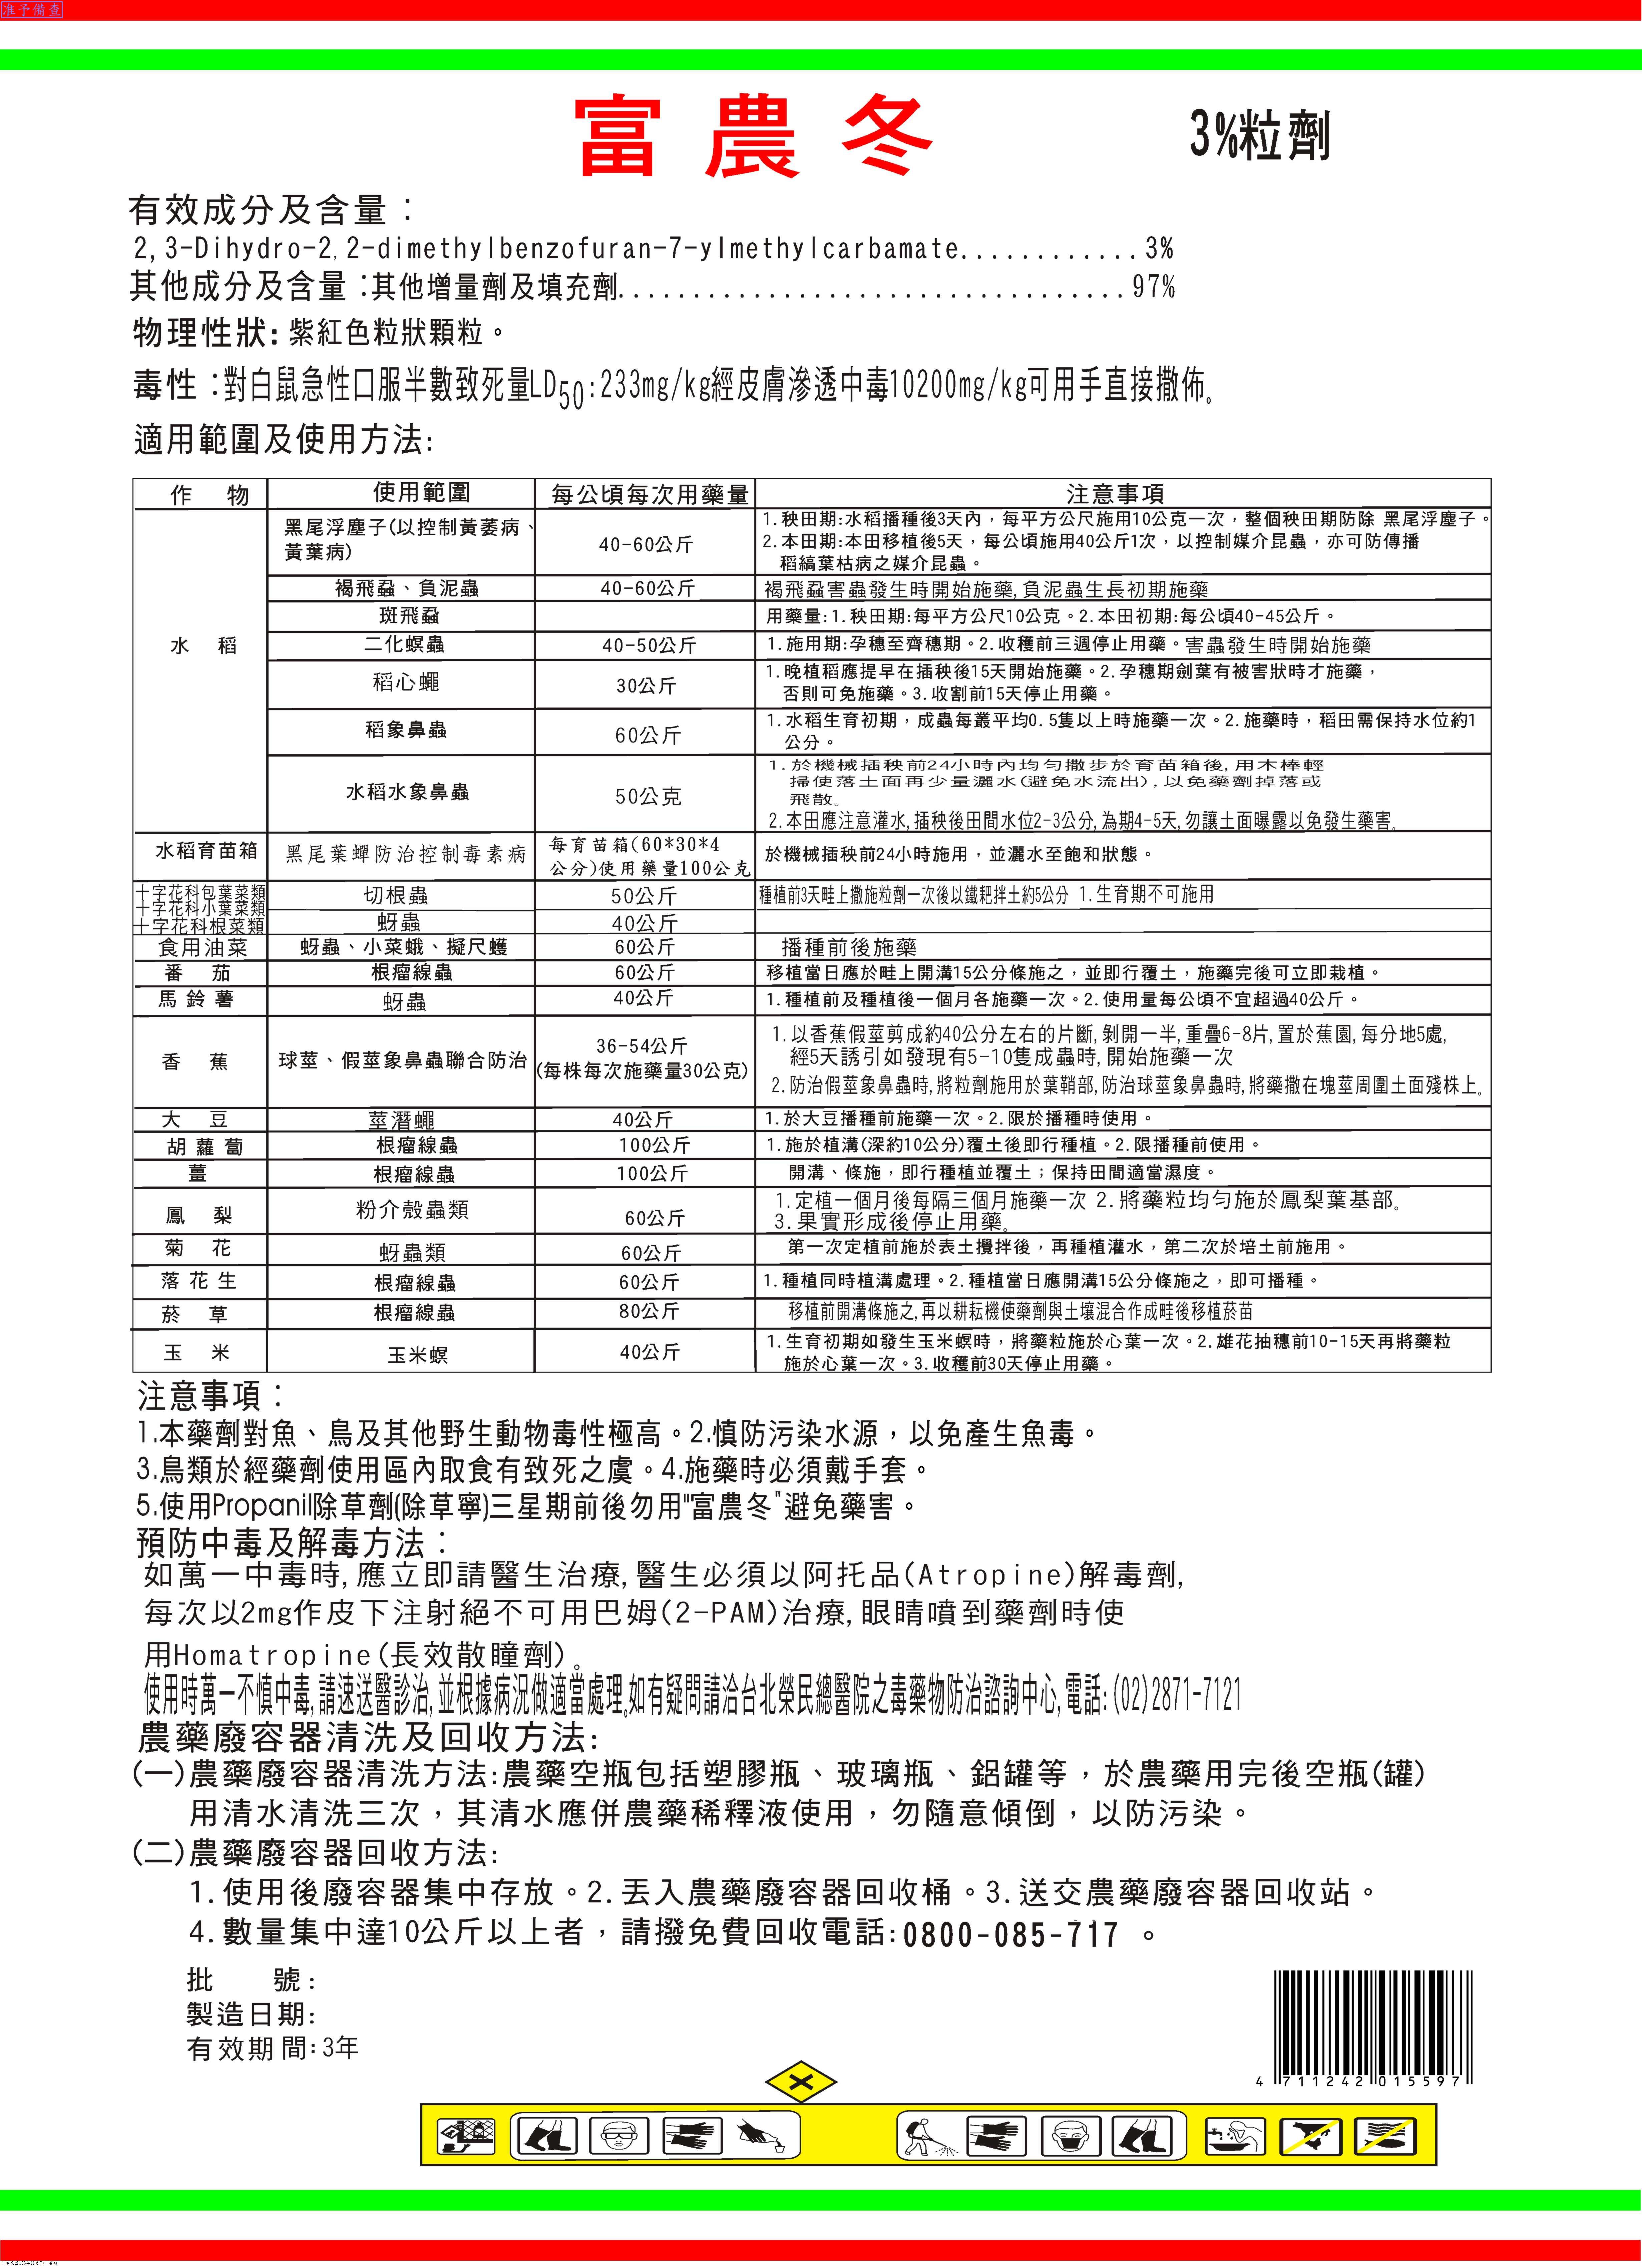 准予備查
富農冬 3%粒劑
有效成分及含量：
2,3-Dihydro-2,2-dimethylbenzofuran-7-ylmethylcarbamate............3%
其他成分及含量:其他增量劑及填充劑..................................97%
物理性狀:紫紅色粒狀顆粒。
毒性:對白鼠急性口服半數致死量LD50:233mg/kg經皮膚滲透中毒10200mg/kg可用手直接撒佈。
適用範圍及使用方法:
作 物 使用範圍 每公頃每次用藥量 注意事項
水 稻
黑尾浮塵子(以控制黃萎病、
黃葉病)
40-60公斤
1.秧田期:水稻播種後3天內，每平方公尺施用10公克一次，整個秧田期防除 黑尾浮塵子。
2.本田期:本田移植後5天，每公頃施用40公斤1次，以控制媒介昆蟲，亦可防傳播
稻縞葉枯病之媒介昆蟲。
褐飛蝨、負泥蟲 40-60公斤 褐飛蝨害蟲發生時開始施藥,負泥蟲生長初期施藥
斑飛蝨 用藥量:1.秧田期:每平方公尺10公克。2.本田初期:每公頃40-45公斤。
二化螟蟲 40-50公斤 1.施用期:孕穗至齊穗期。2.收穫前三週停止用藥。害蟲發生時開始施藥
稻心蠅 30公斤
1.晚植稻應提早在插秧後15天開始施藥。2.孕穗期劍葉有被害狀時才施藥，
否則可免施藥。3.收割前15天停止用藥。
稻象鼻蟲 60公斤
1.水稻生育初期，成蟲每叢平均0.5隻以上時施藥一次。2.施藥時，稻田需保持水位約1
公分。
水稻水象鼻蟲 50公克
1.於機械插秧前24小時內均勻撒步於育苗箱後,用木棒輕
掃使落土面再少量灑水(避免水流出),以免藥劑掉落或
飛散。
2.本田應注意灌水,插秧後田間水位2-3公分,為期4-5天,勿讓土面曝露以免發生藥害。
水稻育苗箱 黑尾葉蟬防治控制毒素病
每育苗箱(60*30*4
公分)使用藥量100公克
於機械插秧前24小時施用，並灑水至飽和狀態。
十字花科包葉菜類
十字花科小葉菜類
十字花科根菜類
切根蟲 50公斤 種植前3天畦上撒施粒劑一次後以鐵耙拌土約5公分 1.生育期不可施用
蚜蟲 40公斤
食用油菜 蚜蟲、小菜蛾、擬尺蠖 60公斤 播種前後施藥
番 茄 根瘤線蟲 60公斤 移植當日應於畦上開溝15公分條施之，並即行覆土，施藥完後可立即栽植。
馬鈴薯 蚜蟲 40公斤 1.種植前及種植後一個月各施藥一次。2.使用量每公頃不宜超過40公斤。
香 蕉 球莖、假莖象鼻蟲聯合防治
36-54公斤
(每株每次施藥量30公克)
1.以香蕉假莖剪成約40公分左右的片斷,剝開一半,重疊6-8片,置於蕉園,每分地5處,
經5天誘引如發現有5-10隻成蟲時,開始施藥一次
2.防治假莖象鼻蟲時,將粒劑施用於葉鞘部,防治球莖象鼻蟲時,將藥撒在塊莖周圍土面殘株上。
大 豆 莖潛蠅 40公斤 1.於大豆播種前施藥一次。2.限於播種時使用。
胡蘿蔔 根瘤線蟲 100公斤 1.施於植溝(深約10公分)覆土後即行種植。2.限播種前使用。
薑 根瘤線蟲 100公斤 開溝、條施，即行種植並覆土；保持田間適當濕度。
鳳 梨 粉介殼蟲類 60公斤
1.定植一個月後每隔三個月施藥一次 2.將藥粒均勻施於鳳梨葉基部。
3.果實形成後停止用藥。
菊 花 蚜蟲類 60公斤 第一次定植前施於表土攪拌後，再種植灌水，第二次於培土前施用。
落花生 根瘤線蟲 60公斤 1.種植同時植溝處理。2.種植當日應開溝15公分條施之，即可播種。
菸 草 根瘤線蟲 80公斤 移植前開溝條施之,再以耕耘機使藥劑與土壤混合作成畦後移植菸苗
玉 米 玉米螟 40公斤
1.生育初期如發生玉米螟時，將藥粒施於心葉一次。2.雄花抽穗前10-15天再將藥粒
施於心葉一次。3.收穫前30天停止用藥。
注意事項：
1.本藥劑對魚、鳥及其他野生動物毒性極高。2.慎防污染水源，以免產生魚毒。
3.鳥類於經藥劑使用區內取食有致死之虞。4.施藥時必須戴手套。
5.使用Propanil除草劑(除草寧)三星期前後勿用"富農冬"避免藥害。
預防中毒及解毒方法：
如萬一中毒時,應立即請醫生治療,醫生必須以阿托品(Atropine)解毒劑,
每次以2mg作皮下注射絕不可用巴姆(2-PAM)治療,眼睛噴到藥劑時使
用Homatropine(長效散瞳劑)。
使用時萬一不慎中毒,請速送醫診治,並根據病況做適當處理。如有疑問請洽台北榮民總醫院之毒藥物防治諮詢中心,電話:(02)2871-7121
農藥廢容器清洗及回收方法:
(一)農藥廢容器清洗方法:農藥空瓶包括塑膠瓶、玻璃瓶、鋁罐等，於農藥用完後空瓶(罐)
用清水清洗三次，其清水應併農藥稀釋液使用，勿隨意傾倒，以防污染。
(二)農藥廢容器回收方法:
1.使用後廢容器集中存放。2.丟入農藥廢容器回收桶。3.送交農藥廢容器回收站。
4.數量集中達10公斤以上者，請撥免費回收電話:0800-085-717 。
批 號:
製造日期:
有效期間:3年
4 711242 015597